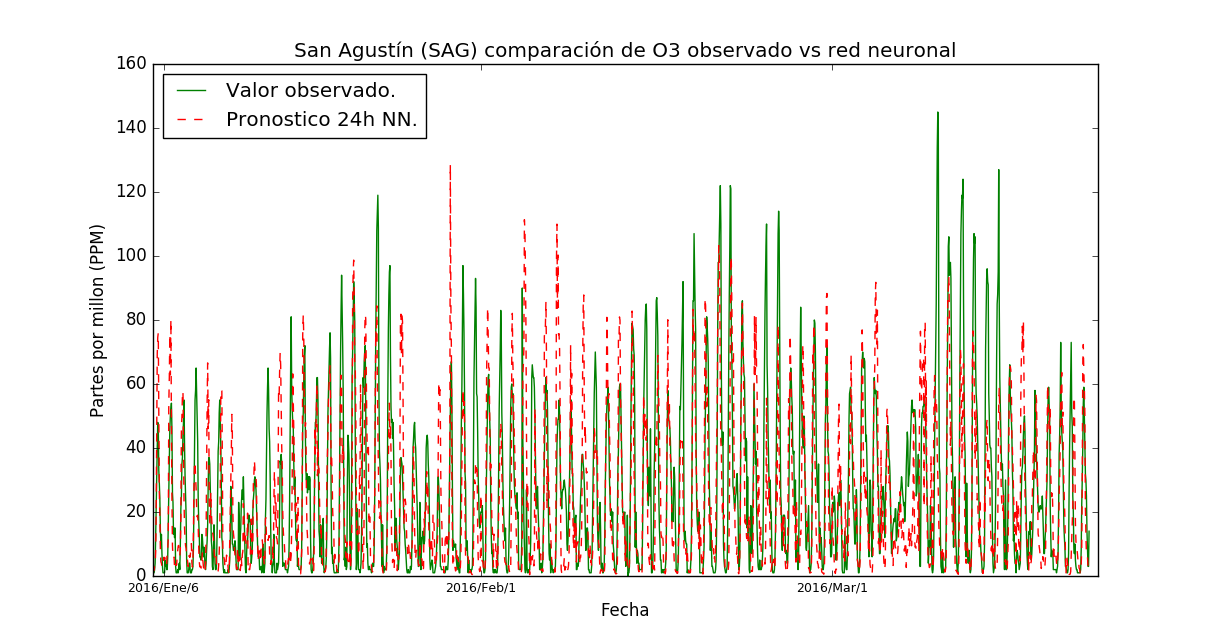 San Agustín (SAG) comparación de O3 observado vs red neuronal
Valor observado.
Pronostico 24h NN.
Partes por millon (PPM)
160
140
120
100
80
60
40
20
0
2016/Ene/6
2016/Feb/1
2016/Mar/1
Fecha